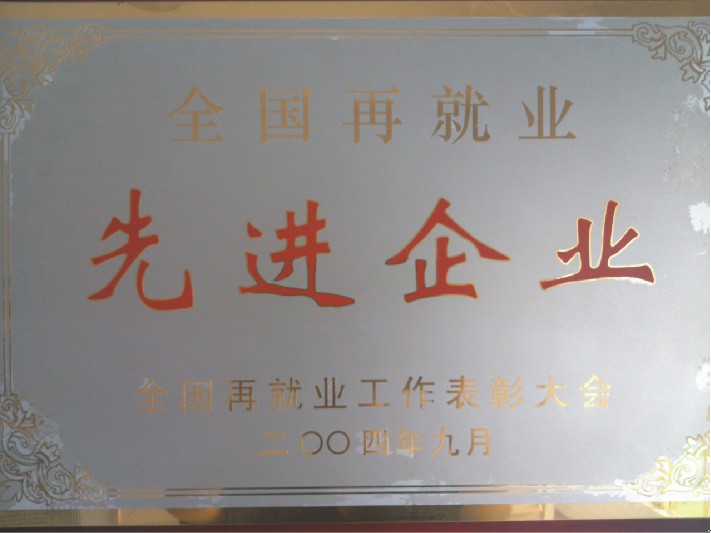 全国再就业
先进企业
全国再就业工作表彰大会
二〇〇四年九月